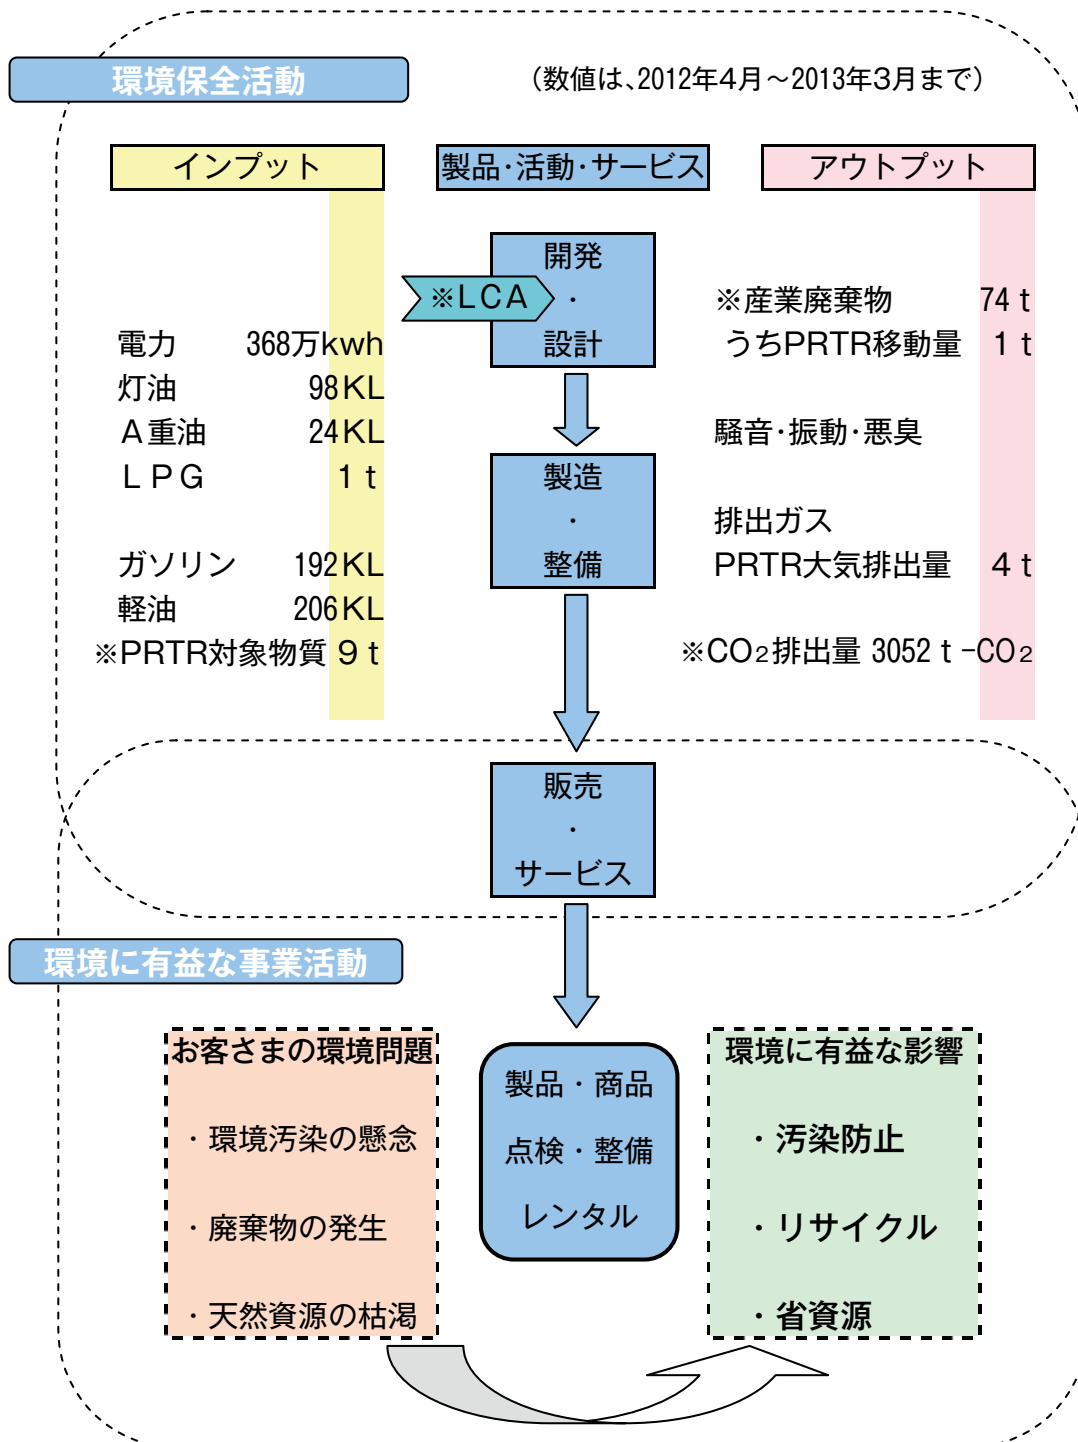 環境保全活動
（数値は、2012年4月～2013年3月まで）
インプット
製品・活動・サービス
アウトプット
開発
・
設計
※LCA
電力 368万kwh
灯油 98KL
A重油 24KL
LPG 1t
ガソリン 192KL
軽油 206KL
※PRTR対象物質 9t
製造
・
整備
※産業廃棄物 74t
うちPRTR移動量 1t
騒音・振動・悪臭
排出ガス
PRTR大気排出量 4t
※CO2排出量 3052t-CO2
販売
・
サービス
環境に有益な事業活動
お客さまの環境問題
・環境汚染の懸念
・廃棄物の発生
・天然資源の枯渇
製品・商品
点検・整備
レンタル
環境に有益な影響
・汚染防止
・リサイクル
・省資源